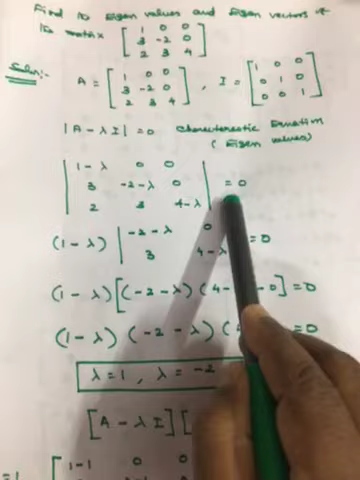 Find the Eigen values and Eigen vectors of
the matrix [ 1 0 0
3 -2 0
2 3 4 ]
Soln:- A = [ 1 0 0
3 -2 0
2 3 4 ] , I = [ 1 0 0
0 1 0
0 0 1 ]
|A - λI| = 0 characteristic Equation
( Eigen values)
| 1-λ 0 0
3 -2-λ 0
2 3 4-λ | = 0
(1-λ) | -2-λ 0
3 4-λ = 0
(1-λ) [(-2-λ) (4- -0] = 0
(1-λ) (-2-λ) ( = 0
λ = 1 , λ = -2
[A - λI] [
[ 1-1 0 0